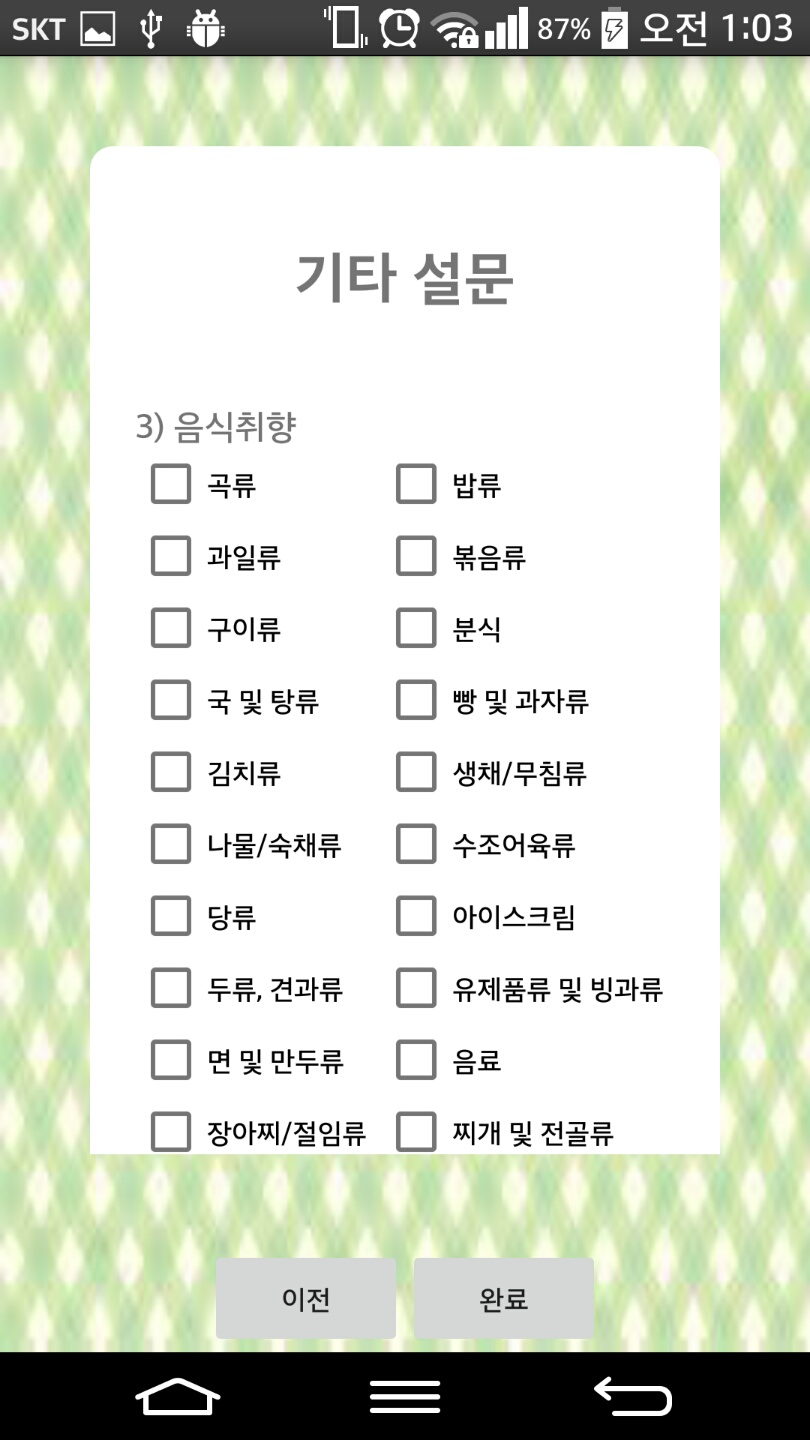 SKT 87% 오전 1:03
기타 설문
3) 음식취향
곡류 밥류
과일류 볶음류
구이류 분식
국 및 탕류 빵 및 과자류
김치류 생채/무침류
나물/숙채류 수조어육류
당류 아이스크림
두류, 견과류 유제품류 및 빙과류
면 및 만두류 음료
장아찌/절임류 찌개 및 전골류
이전 완료